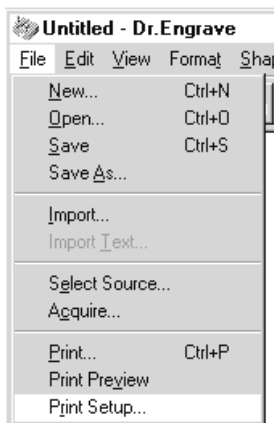 Untitled - Dr.Engrave
File Edit View Format Sha
New... Ctrl+N
Open... Ctrl+O
Save Ctrl+S
Save As...
Import...
Import Text...
Select Source...
Acquire...
Print... Ctrl+P
Print Preview
Print Setup...